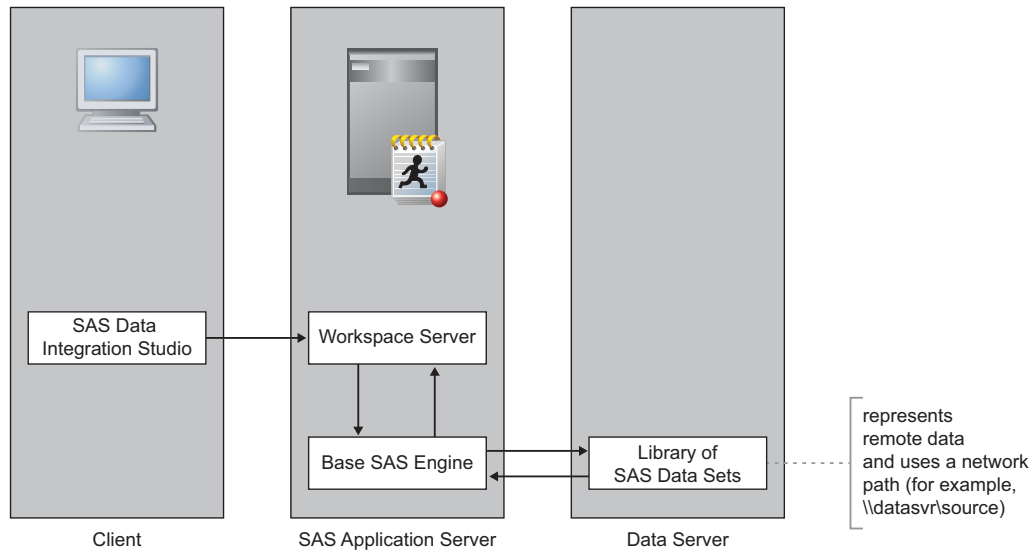 SAS Data
Integration Studio
Workspace Server
Base SAS Engine
Library of
SAS Data Sets
represents
remote data
and uses a network
path (for example,
\\datasvr\source)
Client
SAS Application Server
Data Server